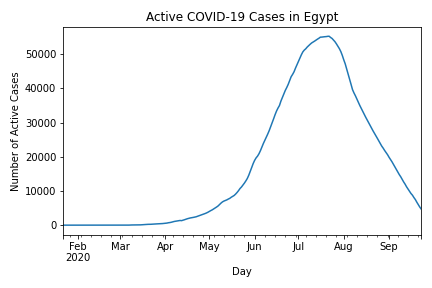 Active COVID-19 Cases in Egypt
Number of Active Cases
50000
40000
30000
20000
10000
0
Feb Mar Apr May Jun Jul Aug Sep
2020
Day